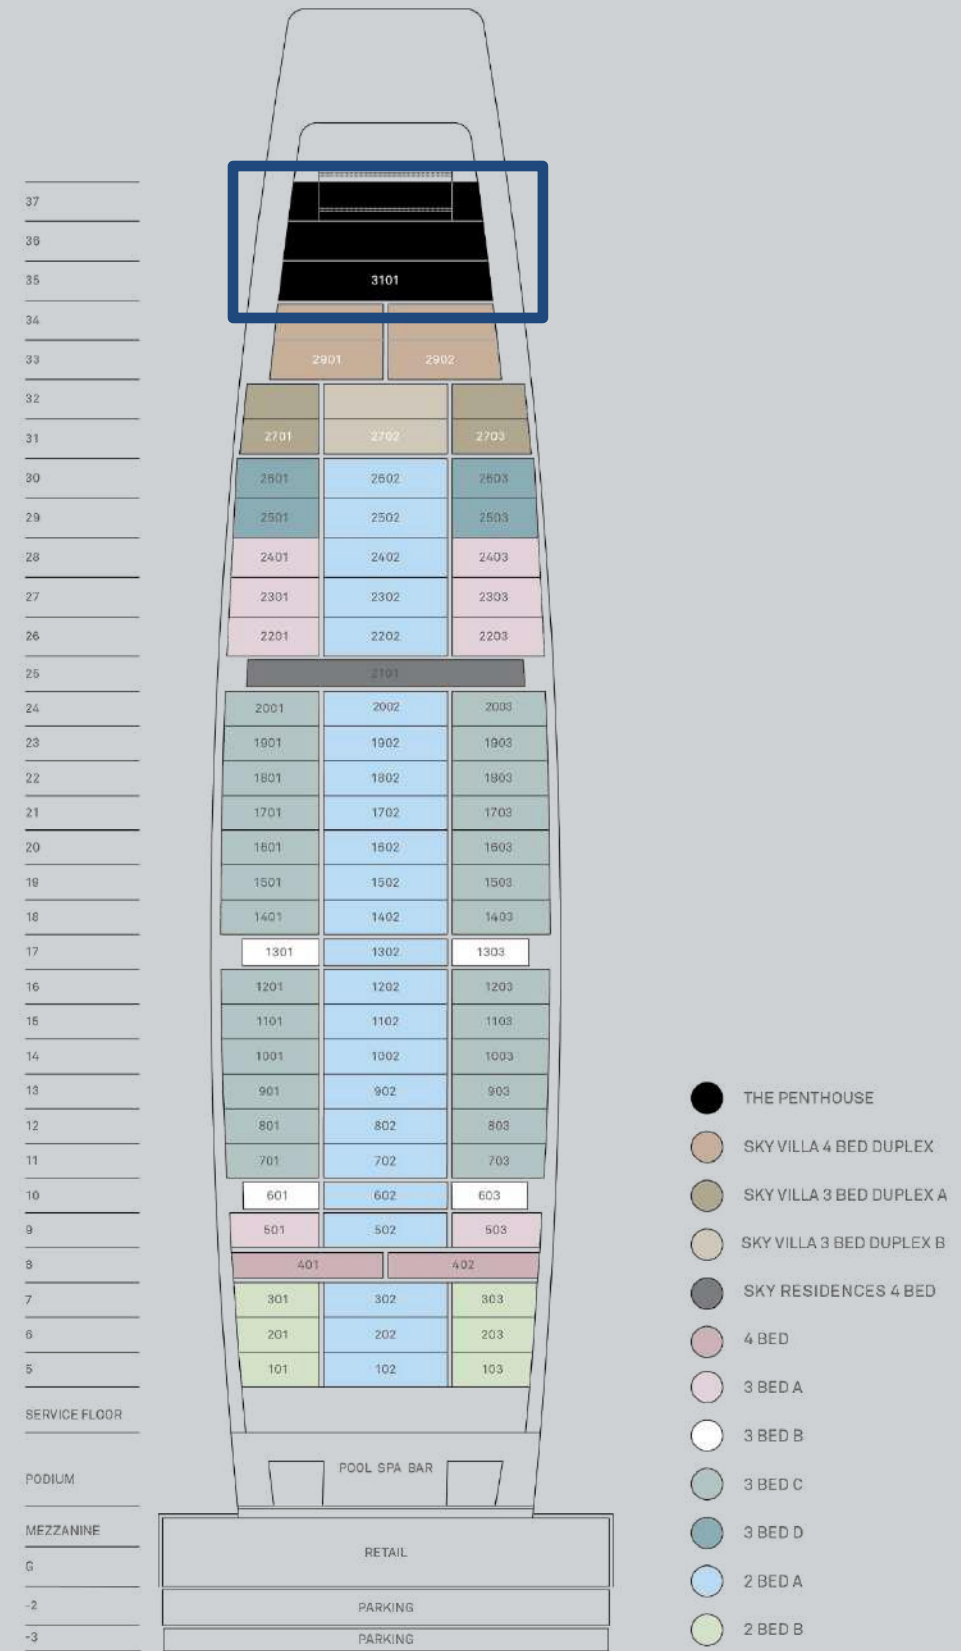 37
36
35 3101
34
33 2901 2902
32
31 2701 2702 2703
30 2601 2602 2603
29 2501 2502 2503
28 2401 2402 2403
27 2301 2302 2303
26 2201 2202 2203
25 2101
24 2001 2002 2003
23 1901 1902 1903
22 1801 1802 1803
21 1701 1702 1703
20 1601 1602 1603
19 1501 1502 1503
18 1401 1402 1403
17 1301 1302 1303
16 1201 1202 1203
15 1101 1102 1103
14 1001 1002 1003
13 901 902 903
12 801 802 803
11 701 702 703
10 601 602 603
9 501 502 503
8 401 402
7 301 302 303
6 201 202 203
5 101 102 103
SERVICE FLOOR
PODIUM POOL SPA BAR
MEZZANINE
RETAIL
G
-2 PARKING
-3 PARKING
THE PENTHOUSE
SKY VILLA 4 BED DUPLEX
SKY VILLA 3 BED DUPLEX A
SKY VILLA 3 BED DUPLEX B
SKY RESIDENCES 4 BED
4 BED
3 BED A
3 BED B
3 BED C
3 BED D
2 BED A
2 BED B